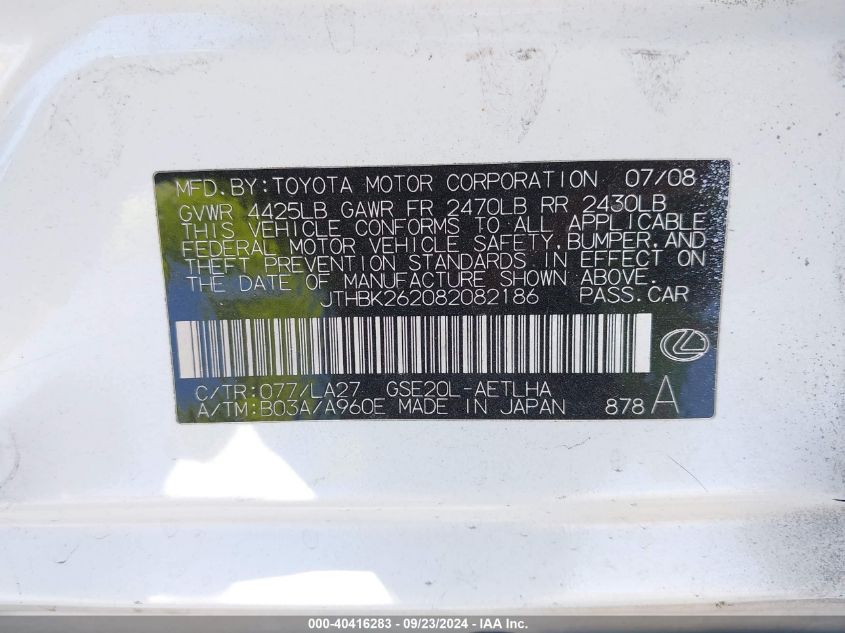 MFD. BY: TOYOTA MOTOR CORPORATION 07/08
GVWR 4425LB GAWR FR 2470LB RR 2430LB
THIS VEHICLE CONFORMS TO ALL APPLICABLE
FEDERAL MOTOR VEHICLE SAFETY, BUMPER, AND
THEFT PREVENTION STANDARDS IN EFFECT ON
THE DATE OF MANUFACTURE SHOWN ABOVE.
JTHBK262082082186 PASS. CAR
C/TR: 077/LA27 GSE20L-AETLHA
A/TM: B03A/A960E MADE IN JAPAN 878 A
000-40416283 - 09/23/2024 - IAA Inc.